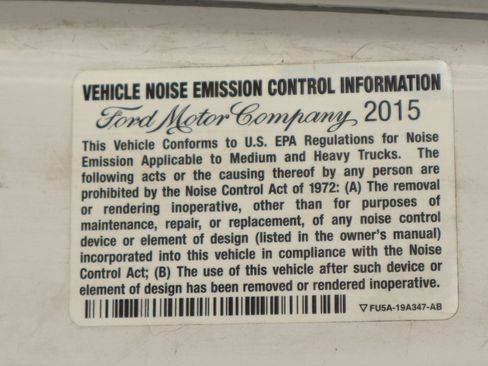 VEHICLE NOISE EMISSION CONTROL INFORMATION
Ford Motor Company 2015
This Vehicle Conforms to U.S. EPA Regulations for Noise
Emission Applicable to Medium and Heavy Trucks. The
following acts or the causing thereof by any person are
prohibited by the Noise Control Act of 1972: (A) The removal
or rendering inoperative, other than for purposes of
maintenance, repair, or replacement, of any noise control
device or element of design (listed in the owner's manual)
incorporated into this vehicle in compliance with the Noise
Control Act; (B) The use of this vehicle after such device or
element of design has been removed or rendered inoperative.
▽ FU5A-19A347-AB